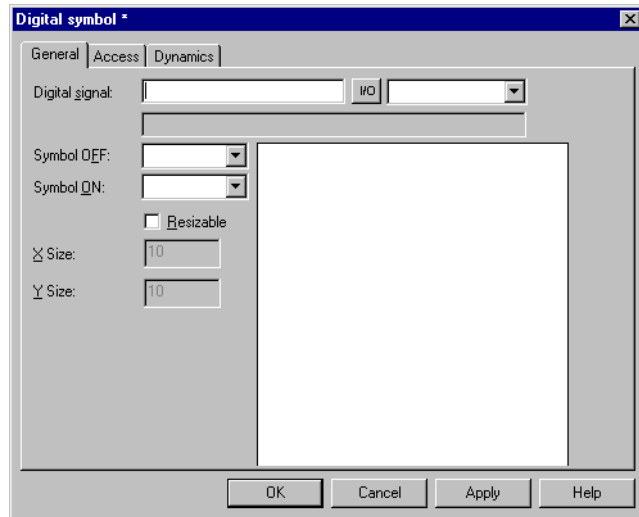 Digital symbol *
General Access Dynamics
Digital signal: I/O
Symbol OFF:
Symbol ON:
Resizable
X Size: 10
Y Size: 10
OK Cancel Apply Help